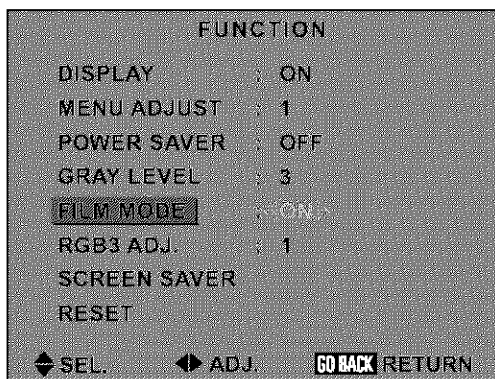 FUNCTION
DISPLAY : ON
MENU ADJUST : 1
POWER SAVER : OFF
GRAY LEVEL : 3
FILM MODE : <<ON>>
RGB3 ADJ. : 1
SCREEN SAVER
RESET
SEL. ADJ. GO BACK RETURN